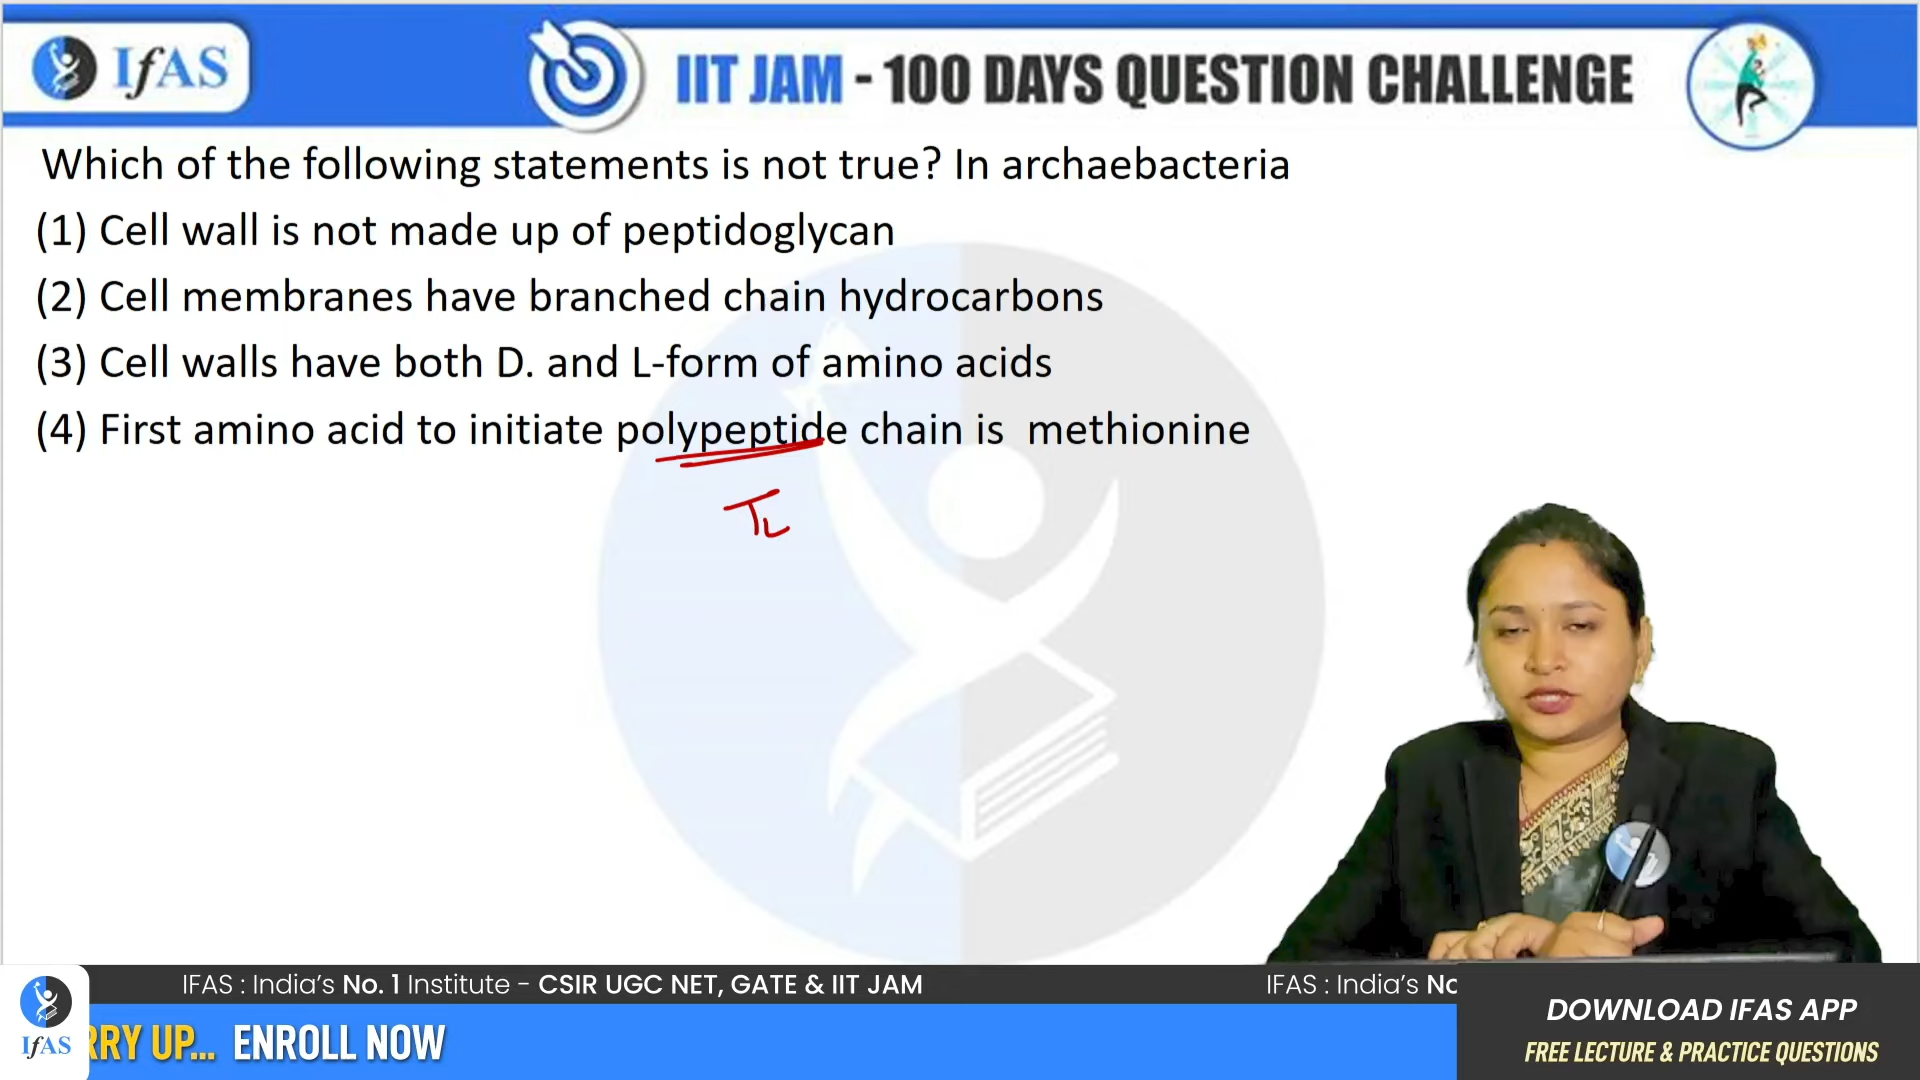 IfAS
IIT JAM - 100 DAYS QUESTION CHALLENGE
Which of the following statements is not true? In archaebacteria
(1) Cell wall is not made up of peptidoglycan
(2) Cell membranes have branched chain hydrocarbons
(3) Cell walls have both D. and L-form of amino acids
(4) First amino acid to initiate polypeptide chain is methionine
IFAS : India's No. 1 Institute - CSIR UGC NET, GATE & IIT JAM
IFAS : India's No
DOWNLOAD IFAS APP
FREE LECTURE & PRACTICE QUESTIONS
IfAS
RRY UP... ENROLL NOW